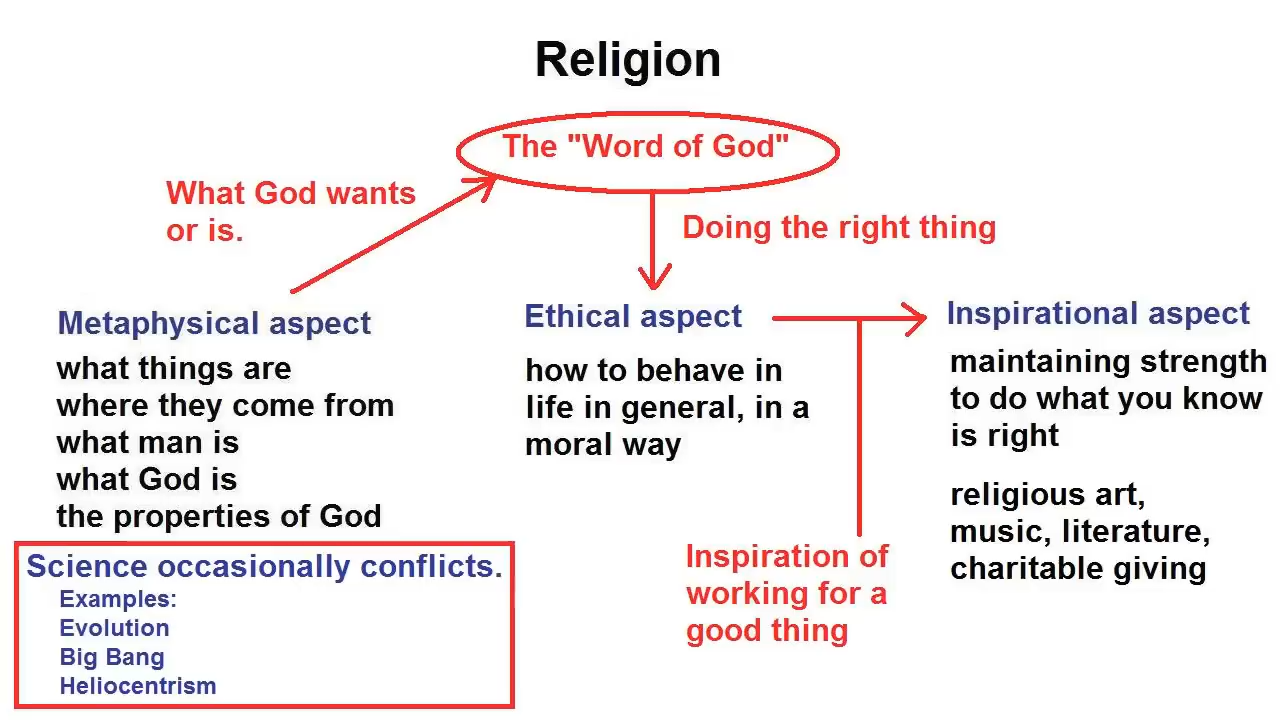 Religion
The "Word of God"
What God wants
or is.
Doing the right thing
Metaphysical aspect
what things are
where they come from
what man is
what God is
the properties of God
Science occasionally conflicts.
Examples:
Evolution
Big Bang
Heliocentrism
Ethical aspect
how to behave in
life in general, in a
moral way
Inspiration of
working for a
good thing
Inspirational aspect
maintaining strength
to do what you know
is right
religious art,
music, literature,
charitable giving